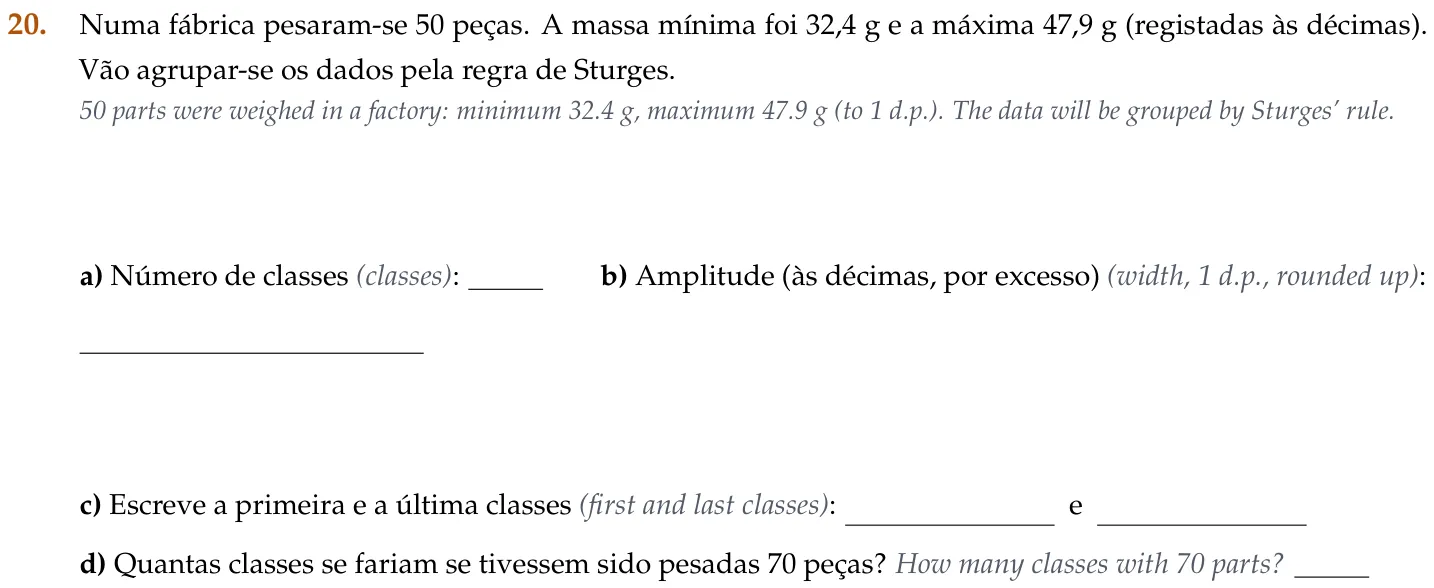 20. Numa fábrica pesaram-se 50 peças. A massa mínima foi 32,4 g e a máxima 47,9 g (registadas às décimas).
Vão agrupar-se os dados pela regra de Sturges.
50 parts were weighed in a factory: minimum 32.4 g, maximum 47.9 g (to 1 d.p.). The data will be grouped by Sturges’ rule.
a) Número de classes (classes): _____ b) Amplitude (às décimas, por excesso) (width, 1 d.p., rounded up):
_______________________
c) Escreve a primeira e a última classes (first and last classes): ______________ e ______________
d) Quantas classes se fariam se tivessem sido pesadas 70 peças? How many classes with 70 parts? _____